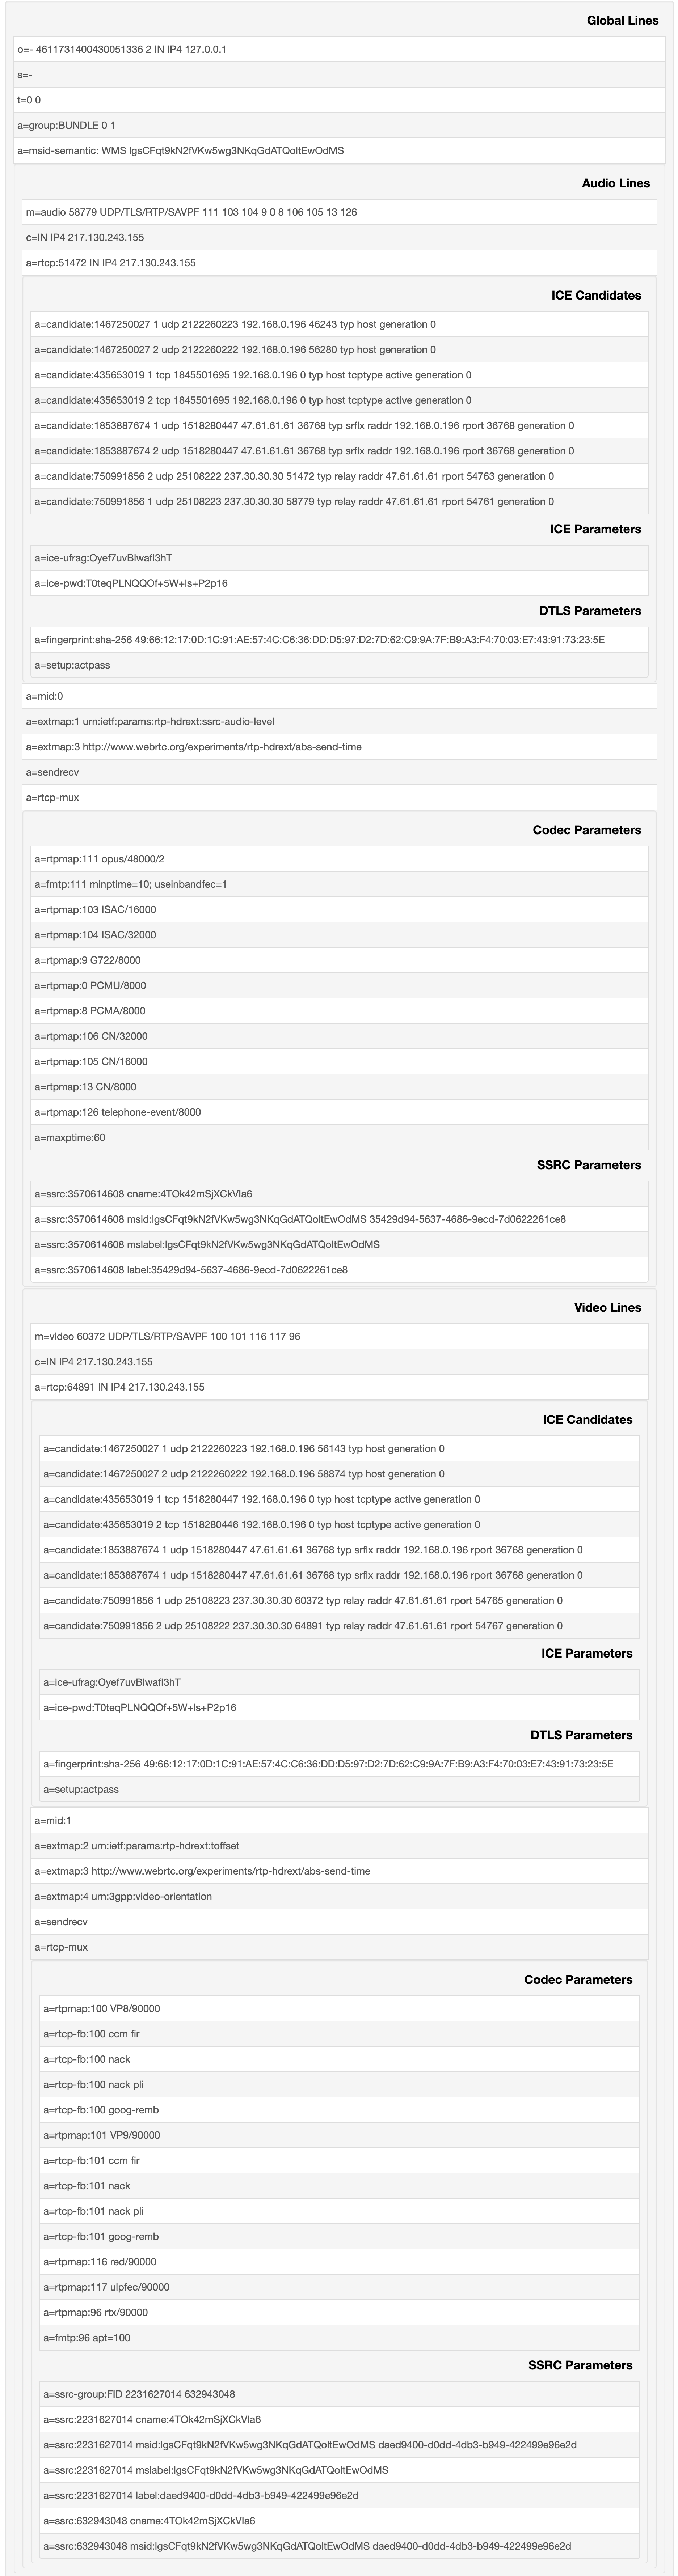 Global Lines
o=- 4611731400430051336 2 IN IP4 127.0.0.1
s=-
t=0 0
a=group:BUNDLE 0 1
a=msid-semantic: WMS lgsCFqt9kN2fVKw5wg3NKqGdATQoltEwOdMS
Audio Lines
m=audio 58779 UDP/TLS/RTP/SAVPF 111 103 104 9 0 8 106 105 13 126
c=IN IP4 217.130.243.155
a=rtcp:51472 IN IP4 217.130.243.155
ICE Candidates
a=candidate:1467250027 1 udp 2122260223 192.168.0.196 46243 typ host generation 0
a=candidate:1467250027 2 udp 2122260222 192.168.0.196 56280 typ host generation 0
a=candidate:435653019 1 tcp 1845501695 192.168.0.196 0 typ host tcptype active generation 0
a=candidate:435653019 2 tcp 1845501695 192.168.0.196 0 typ host tcptype active generation 0
a=candidate:1853887674 1 udp 1518280447 47.61.61.61 36768 typ srflx raddr 192.168.0.196 rport 36768 generation 0
a=candidate:1853887674 2 udp 1518280447 47.61.61.61 36768 typ srflx raddr 192.168.0.196 rport 36768 generation 0
a=candidate:750991856 2 udp 25108222 237.30.30.30 51472 typ relay raddr 47.61.61.61 rport 54763 generation 0
a=candidate:750991856 1 udp 25108223 237.30.30.30 58779 typ relay raddr 47.61.61.61 rport 54761 generation 0
ICE Parameters
a=ice-ufrag:Oyef7uvBlwafI3hT
a=ice-pwd:T0teqPLNQQOf+5W+ls+P2p16
DTLS Parameters
a=fingerprint:sha-256 49:66:12:17:0D:1C:91:AE:57:4C:C6:36:DD:D5:97:D2:7D:62:C9:9A:7F:B9:A3:F4:70:03:E7:43:91:73:23:5E
a=setup:actpass
a=mid:0
a=extmap:1 urn:ietf:params:rtp-hdrext:ssrc-audio-level
a=extmap:3 http://www.webrtc.org/experiments/rtp-hdrext/abs-send-time
a=sendrecv
a=rtcp-mux
Codec Parameters
a=rtpmap:111 opus/48000/2
a=fmtp:111 minptime=10; useinbandfec=1
a=rtpmap:103 ISAC/16000
a=rtpmap:104 ISAC/32000
a=rtpmap:9 G722/8000
a=rtpmap:0 PCMU/8000
a=rtpmap:8 PCMA/8000
a=rtpmap:106 CN/32000
a=rtpmap:105 CN/16000
a=rtpmap:13 CN/8000
a=rtpmap:126 telephone-event/8000
a=maxptime:60
SSRC Parameters
a=ssrc:3570614608 cname:4TOk42mSjXCkVIa6
a=ssrc:3570614608 msid:lgsCFqt9kN2fVKw5wg3NKqGdATQoltEwOdMS 35429d94-5637-4686-9ecd-7d0622261ce8
a=ssrc:3570614608 mslabel:lgsCFqt9kN2fVKw5wg3NKqGdATQoltEwOdMS
a=ssrc:3570614608 label:35429d94-5637-4686-9ecd-7d0622261ce8
Video Lines
m=video 60372 UDP/TLS/RTP/SAVPF 100 101 116 117 96
c=IN IP4 217.130.243.155
a=rtcp:64891 IN IP4 217.130.243.155
ICE Candidates
a=candidate:1467250027 1 udp 2122260223 192.168.0.196 56143 typ host generation 0
a=candidate:1467250027 2 udp 2122260222 192.168.0.196 58874 typ host generation 0
a=candidate:435653019 1 tcp 1518280447 192.168.0.196 0 typ host tcptype active generation 0
a=candidate:435653019 2 tcp 1518280446 192.168.0.196 0 typ host tcptype active generation 0
a=candidate:1853887674 1 udp 1518280447 47.61.61.61 36768 typ srflx raddr 192.168.0.196 rport 36768 generation 0
a=candidate:1853887674 1 udp 1518280447 47.61.61.61 36768 typ srflx raddr 192.168.0.196 rport 36768 generation 0
a=candidate:750991856 1 udp 25108223 237.30.30.30 60372 typ relay raddr 47.61.61.61 rport 54765 generation 0
a=candidate:750991856 2 udp 25108222 237.30.30.30 64891 typ relay raddr 47.61.61.61 rport 54767 generation 0
ICE Parameters
a=ice-ufrag:Oyef7uvBlwafI3hT
a=ice-pwd:T0teqPLNQQOf+5W+ls+P2p16
DTLS Parameters
a=fingerprint:sha-256 49:66:12:17:0D:1C:91:AE:57:4C:C6:36:DD:D5:97:D2:7D:62:C9:9A:7F:B9:A3:F4:70:03:E7:43:91:73:23:5E
a=setup:actpass
a=mid:1
a=extmap:2 urn:ietf:params:rtp-hdrext:toffset
a=extmap:3 http://www.webrtc.org/experiments/rtp-hdrext/abs-send-time
a=extmap:4 urn:3gpp:video-orientation
a=sendrecv
a=rtcp-mux
Codec Parameters
a=rtpmap:100 VP8/90000
a=rtcp-fb:100 ccm fir
a=rtcp-fb:100 nack
a=rtcp-fb:100 nack pli
a=rtcp-fb:100 goog-remb
a=rtpmap:101 VP9/90000
a=rtcp-fb:101 ccm fir
a=rtcp-fb:101 nack
a=rtcp-fb:101 nack pli
a=rtcp-fb:101 goog-remb
a=rtpmap:116 red/90000
a=rtpmap:117 ulpfec/90000
a=rtpmap:96 rtx/90000
a=fmtp:96 apt=100
SSRC Parameters
a=ssrc-group:FID 2231627014 632943048
a=ssrc:2231627014 cname:4TOk42mSjXCkVIa6
a=ssrc:2231627014 msid:lgsCFqt9kN2fVKw5wg3NKqGdATQoltEwOdMS daed9400-d0dd-4db3-b949-422499e96e2d
a=ssrc:2231627014 mslabel:lgsCFqt9kN2fVKw5wg3NKqGdATQoltEwOdMS
a=ssrc:2231627014 label:daed9400-d0dd-4db3-b949-422499e96e2d
a=ssrc:632943048 cname:4TOk42mSjXCkVIa6
a=ssrc:632943048 msid:lgsCFqt9kN2fVKw5wg3NKqGdATQoltEwOdMS daed9400-d0dd-4db3-b949-422499e96e2d